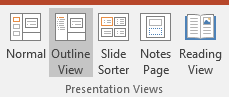 Normal Outline View Slide Sorter Notes Page Reading View
Presentation Views